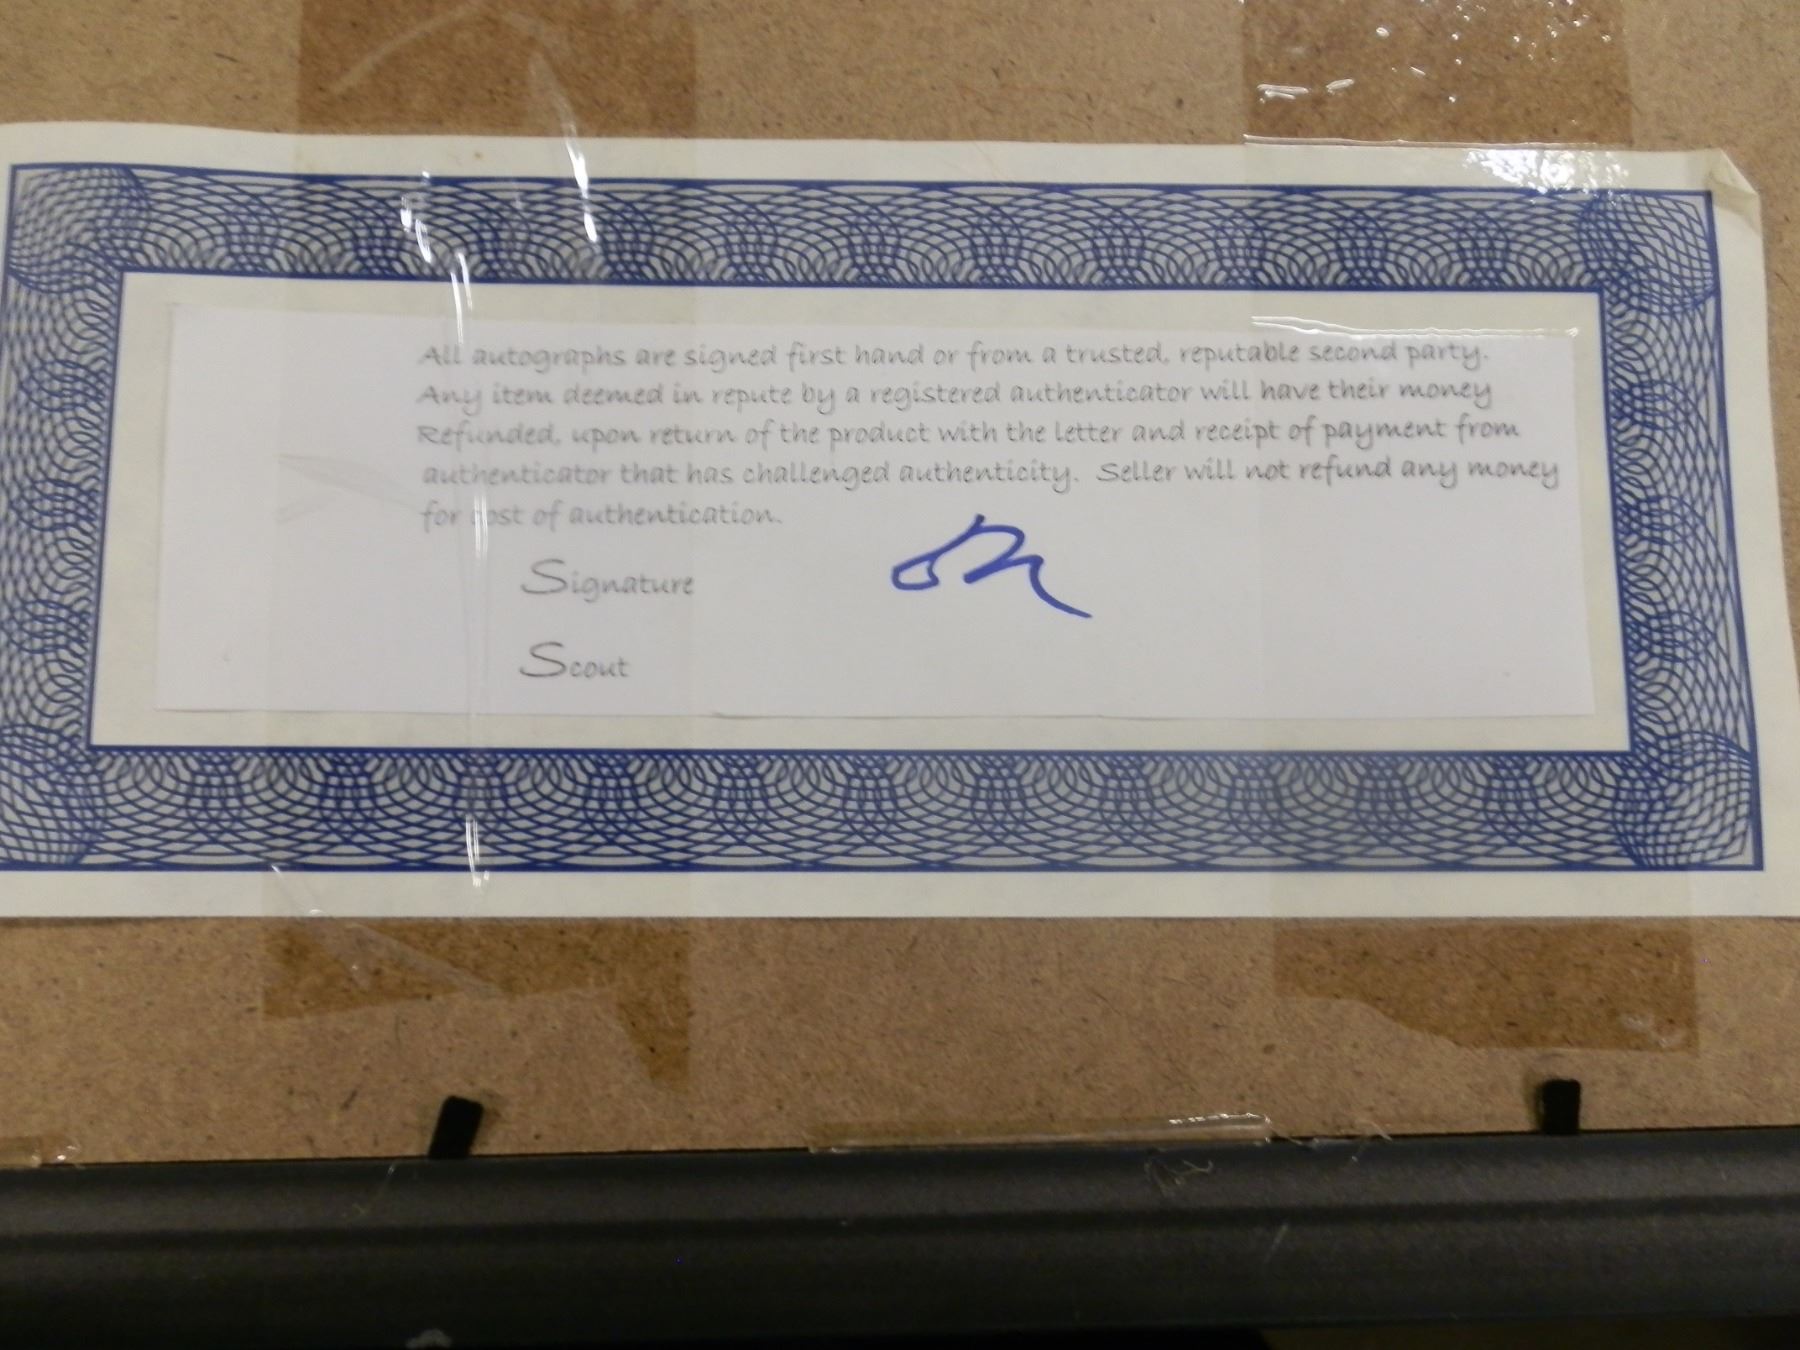 All autographs are signed first hand or from a trusted, reputable second party.
Any item deemed in repute by a registered authenticator will have their money
Refunded, upon return of the product with the letter and receipt of payment from
authenticator that has challenged authenticity. Seller will not refund any money
for cost of authentication.
Signature
Scout